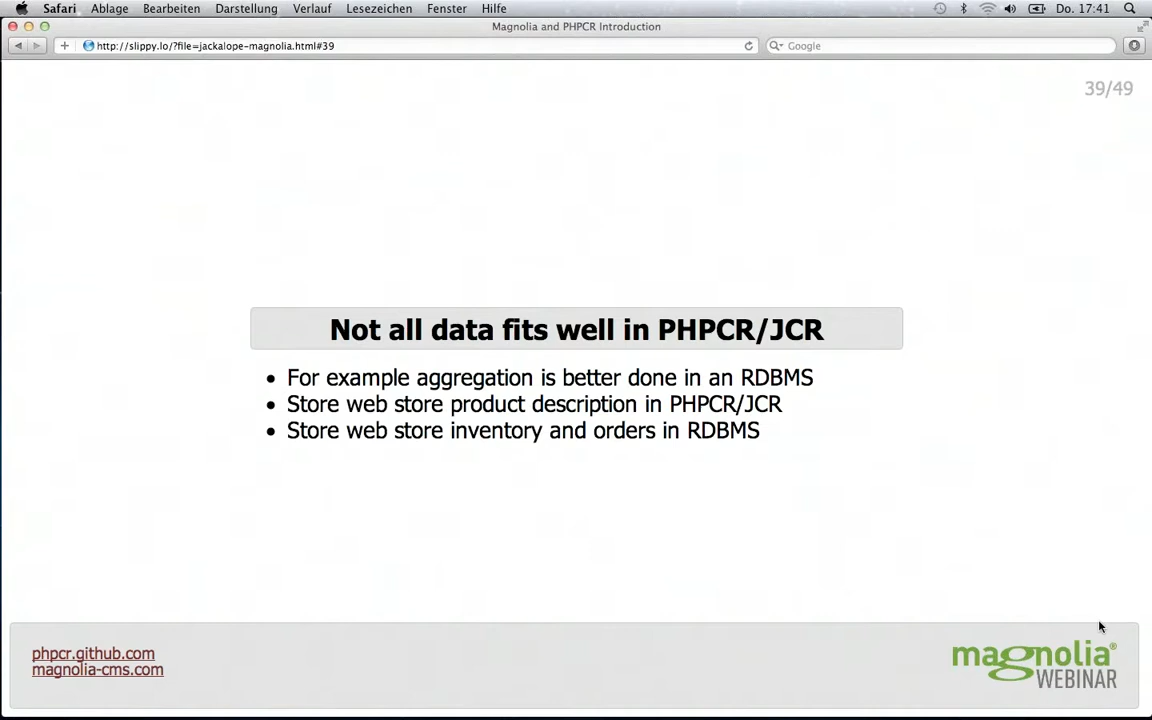 Safari Ablage Bearbeiten Darstellung Verlauf Lesezeichen Fenster Hilfe Do. 17:41
Magnolia and PHPCR Introduction
http://slippy.lo/?file=jackalope-magnolia.html#39 Google
39/49
Not all data fits well in PHPCR/JCR
• For example aggregation is better done in an RDBMS
• Store web store product description in PHPCR/JCR
• Store web store inventory and orders in RDBMS
phpcr.github.com
magnolia-cms.com
magnolia®
WEBINAR